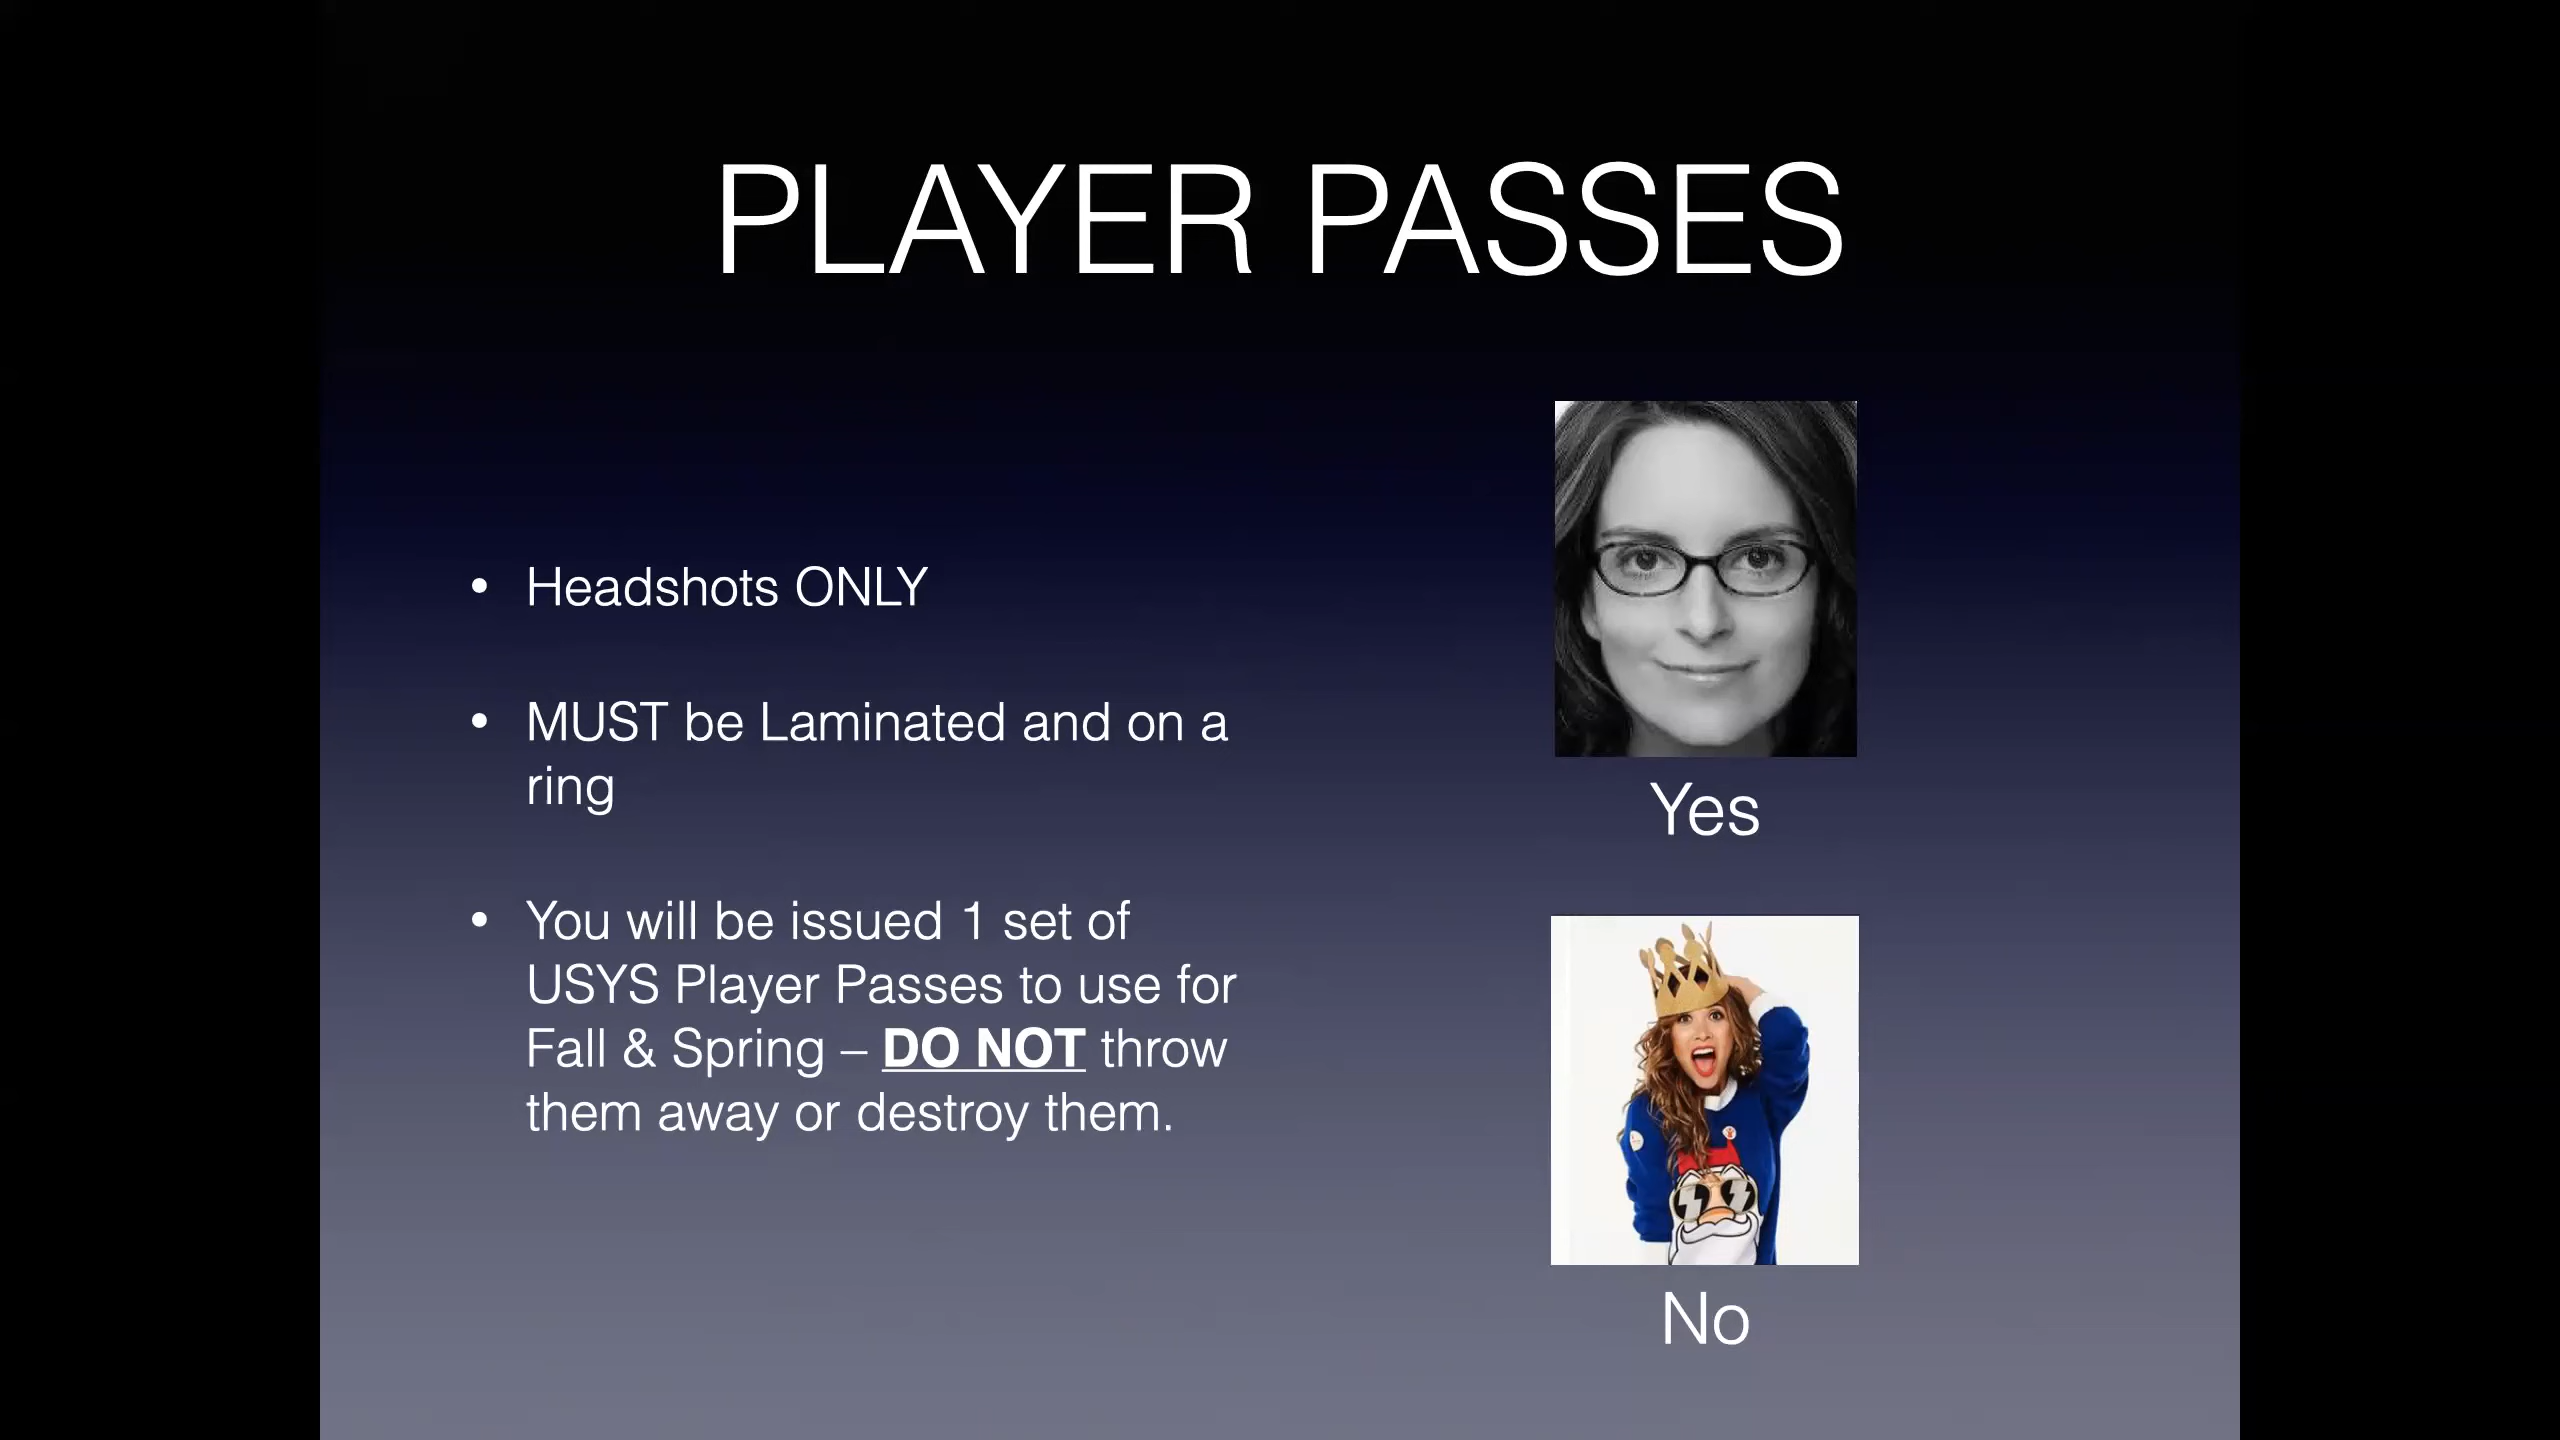 PLAYER PASSES
• Headshots ONLY
• MUST be Laminated and on a
ring
• You will be issued 1 set of
USYS Player Passes to use for
Fall & Spring – DO NOT throw
them away or destroy them.
Yes
No